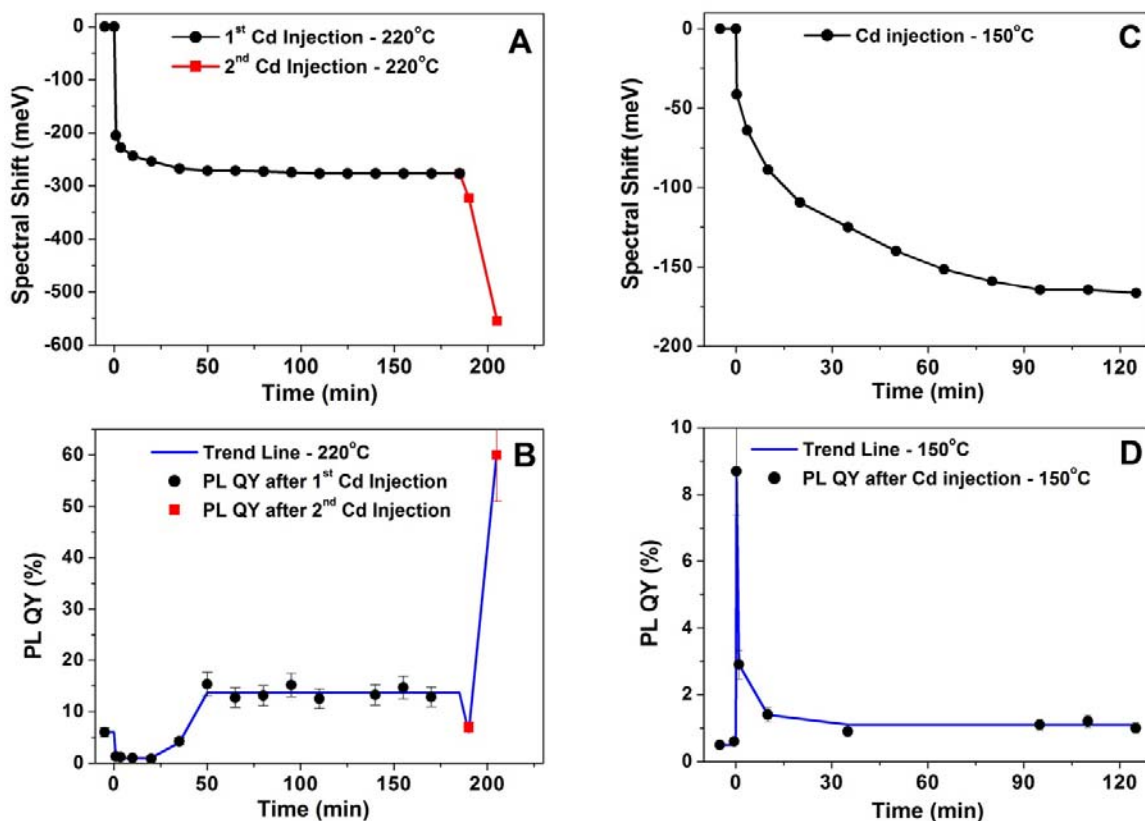 A
1st Cd Injection - 220°C
2nd Cd Injection - 220°C
0
-100
-200
-300
-400
-500
-600
Spectral Shift (meV)
0 50 100 150 200
Time (min)
C
Cd injection - 150°C
0
-50
-100
-150
-200
Spectral Shift (meV)
0 30 60 90 120
Time (min)
B
Trend Line - 220°C
PL QY after 1st Cd Injection
PL QY after 2nd Cd Injection
60
50
40
30
20
10
0
PL QY (%)
0 50 100 150 200
Time (min)
D
Trend Line - 150°C
PL QY after Cd injection - 150°C
10
8
6
4
2
0
PL QY (%)
0 30 60 90 120
Time (min)